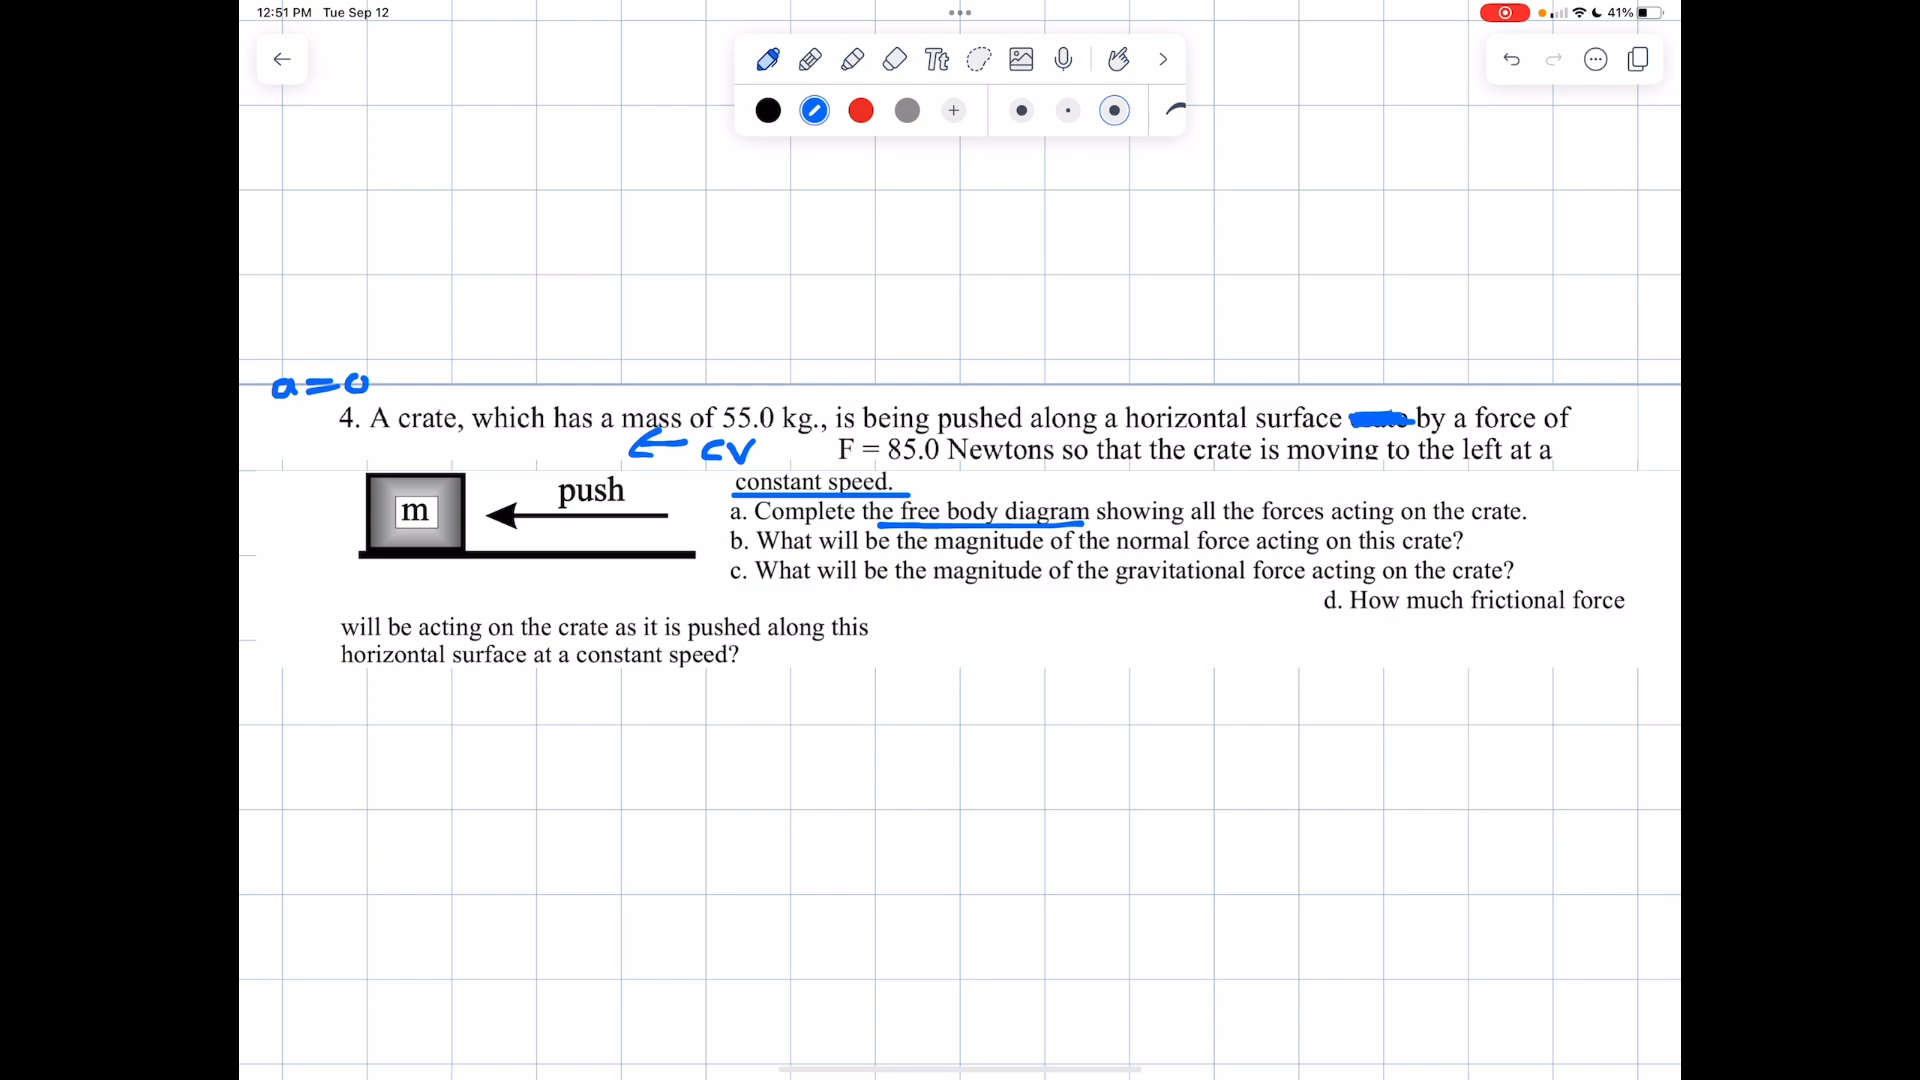 12:51 PM Tue Sep 12
41%
Tt
a=0
4. A crate, which has a mass of 55.0 kg., is being pushed along a horizontal surface by a force of
← cv
F = 85.0 Newtons so that the crate is moving to the left at a
constant speed.
push
m
a. Complete the free body diagram showing all the forces acting on the crate.
b. What will be the magnitude of the normal force acting on this crate?
c. What will be the magnitude of the gravitational force acting on the crate?
d. How much frictional force
will be acting on the crate as it is pushed along this
horizontal surface at a constant speed?